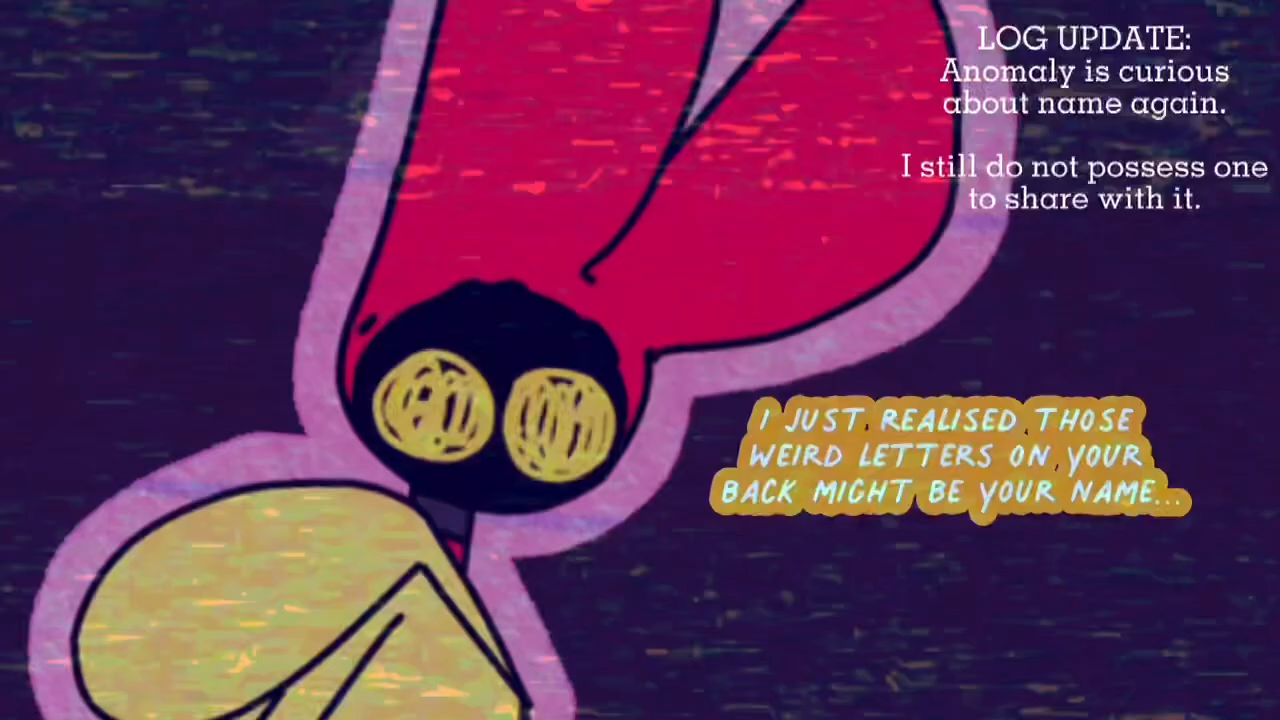 LOG UPDATE:
Anomaly is curious
about name again.
I still do not possess one
to share with it.
I JUST REALISED THOSE
WEIRD LETTERS ON YOUR
BACK MIGHT BE YOUR NAME...